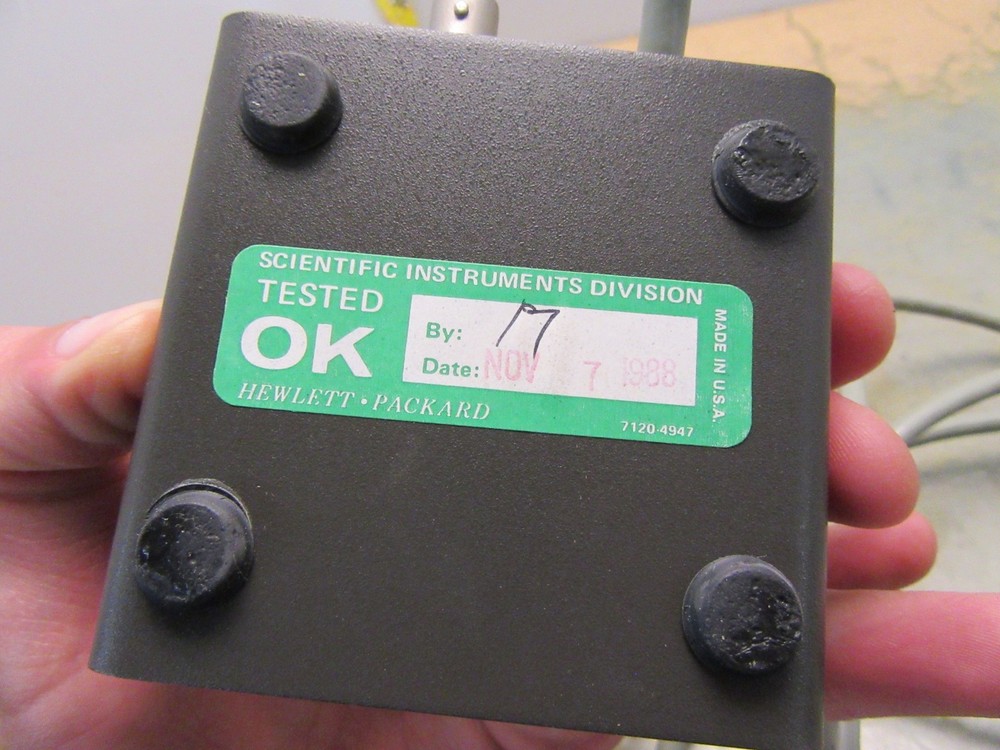 SCIENTIFIC INSTRUMENTS DIVISION
TESTED
OK
By: M
Date: NOV 7 1988
HEWLETT • PACKARD
7120-4947
MADE IN U.S.A.